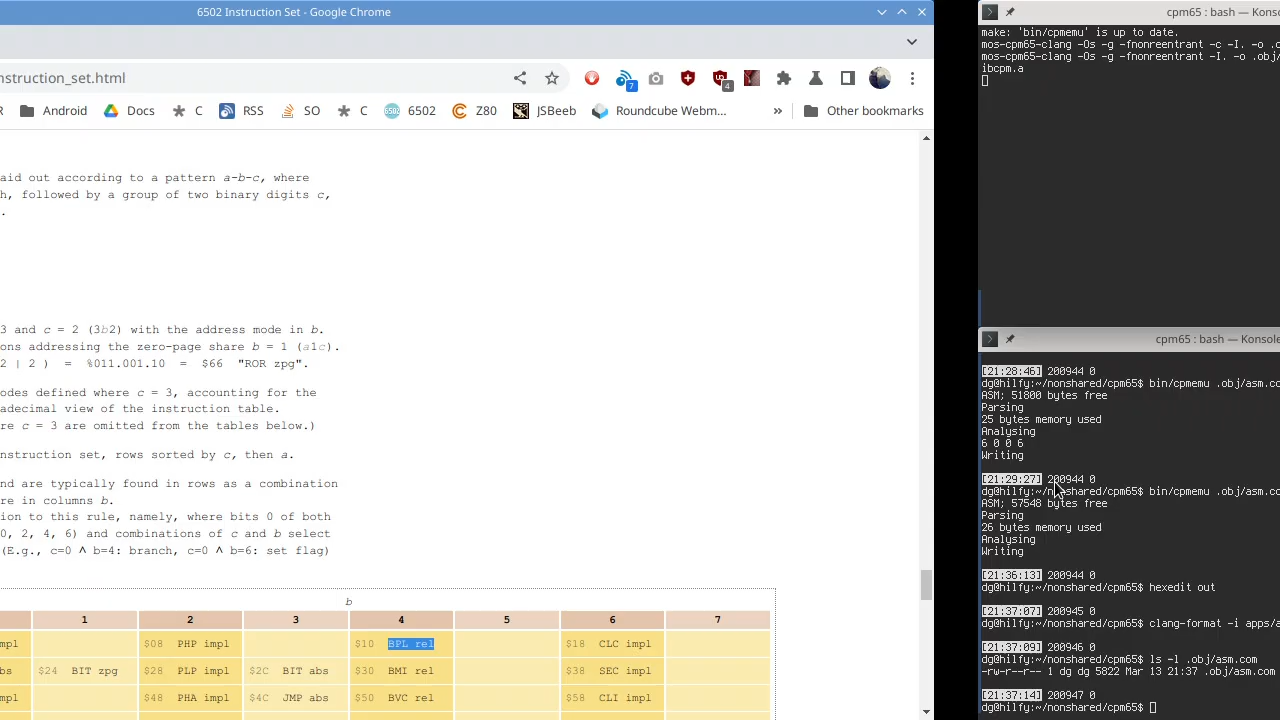 6502 Instruction Set - Google Chrome
nstruction_set.html
7
4
R Android Docs C RSS SO C 6502 Z80 JSBeeb Roundcube Webm... » Other bookmarks
aid out according to a pattern a-b-c, where
h, followed by a group of two binary digits c,
.
3 and c = 2 (3b2) with the address mode in b.
ons addressing the zero-page share b = 1 (a1c).
2 | 2 ) = %011.001.10 = $66 "ROR zpg".
odes defined where c = 3, accounting for the
adecimal view of the instruction table.
re c = 3 are omitted from the tables below.)
nstruction set, rows sorted by c, then a.
nd are typically found in rows as a combination
re in columns b.
ion to this rule, namely, where bits 0 of both
0, 2, 4, 6) and combinations of c and b select
(E.g., c=0 ^ b=4: branch, c=0 ^ b=6: set flag)
b
1 2 3 4 5 6 7
mpl $08 PHP impl $10 BPL rel $18 CLC impl
bs $24 BIT zpg $28 PLP impl $2C BIT abs $30 BMI rel $38 SEC impl
mpl $48 PHA impl $4C JMP abs $50 BVC rel $58 CLI impl
cpm65 : bash — Kons
make: 'bin/cpmemu' is up to date.
mos-cpm65-clang -Os -g -fnonreentrant -c -I. -o .o
mos-cpm65-clang -Os -g -fnonreentrant -I. -o .obj/
ibcpm.a
cpm65 : bash — Konsole
[21:28:46] 200944 0
dg@hilfy:~/nonshared/cpm65$ bin/cpmemu .obj/asm.co
ASM; 51800 bytes free
Parsing
25 bytes memory used
Analysing
6 0 0 6
Writing
[21:29:27] 200944 0
dg@hilfy:~/nonshared/cpm65$ bin/cpmemu .obj/asm.co
ASM; 57548 bytes free
Parsing
26 bytes memory used
Analysing
Writing
[21:36:13] 200944 0
dg@hilfy:~/nonshared/cpm65$ hexedit out
[21:37:07] 200945 0
dg@hilfy:~/nonshared/cpm65$ clang-format -i apps/a
[21:37:09] 200946 0
dg@hilfy:~/nonshared/cpm65$ ls -l .obj/asm.com
-rw-r--r-- 1 dg dg 5822 Mar 13 21:37 .obj/asm.com
[21:37:14] 200947 0
dg@hilfy:~/nonshared/cpm65$